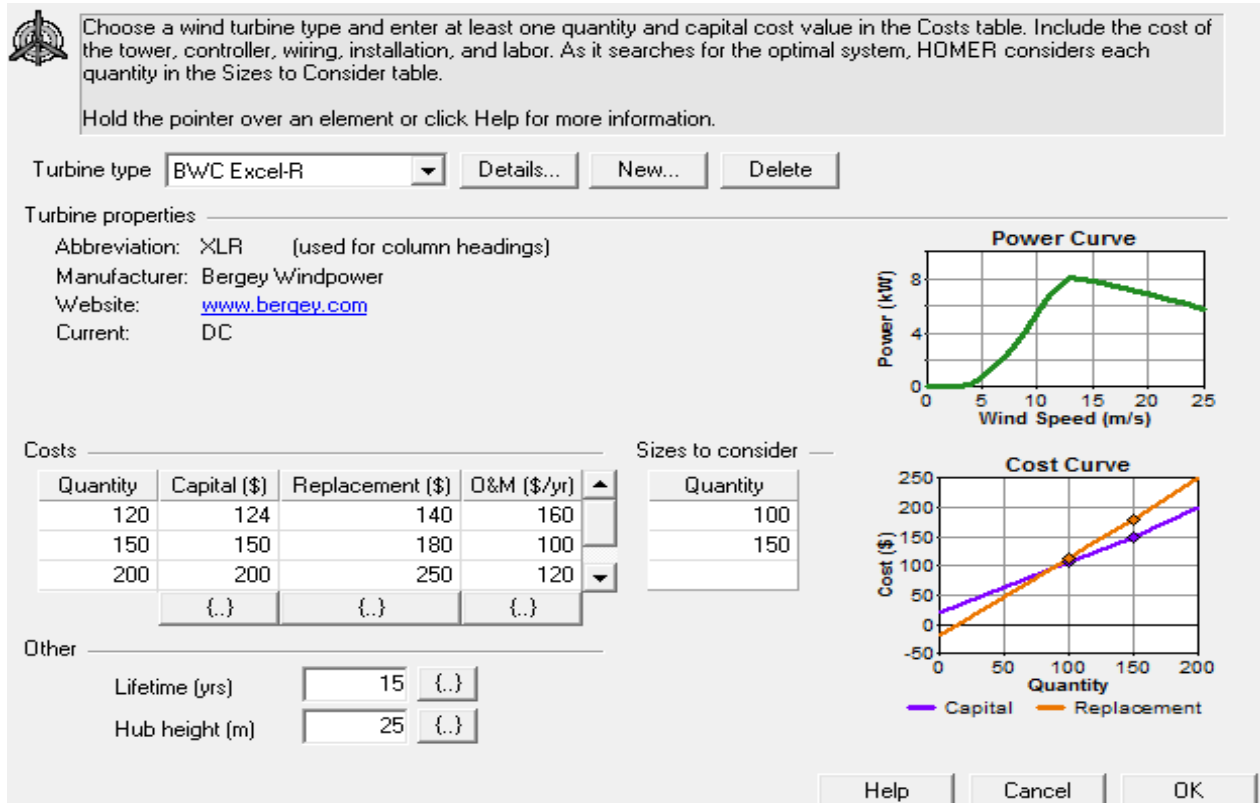 Choose a wind turbine type and enter at least one quantity and capital cost value in the Costs table. Include the cost of
the tower, controller, wiring, installation, and labor. As it searches for the optimal system, HOMER considers each
quantity in the Sizes to Consider table.
Hold the pointer over an element or click Help for more information.
Turbine type BWC Excel-R Details... New... Delete
Turbine properties
Abbreviation: XLR (used for column headings)
Manufacturer: Bergey Windpower
Website: www.bergey.com
Current: DC
Power Curve
Power (kW)
8
4
0
0 5 10 15 20 25
Wind Speed (m/s)
Costs
Quantity Capital ($) Replacement ($) O&M ($/yr)
120 124 140 160
150 150 180 100
200 200 250 120
{..} {..} {..}
Sizes to consider
Quantity
100
150
Cost Curve
Cost ($)
250
200
150
100
50
0
-50
0 50 100 150 200
Quantity
Capital Replacement
Other
Lifetime (yrs) 15 {..}
Hub height (m) 25 {..}
Help Cancel OK